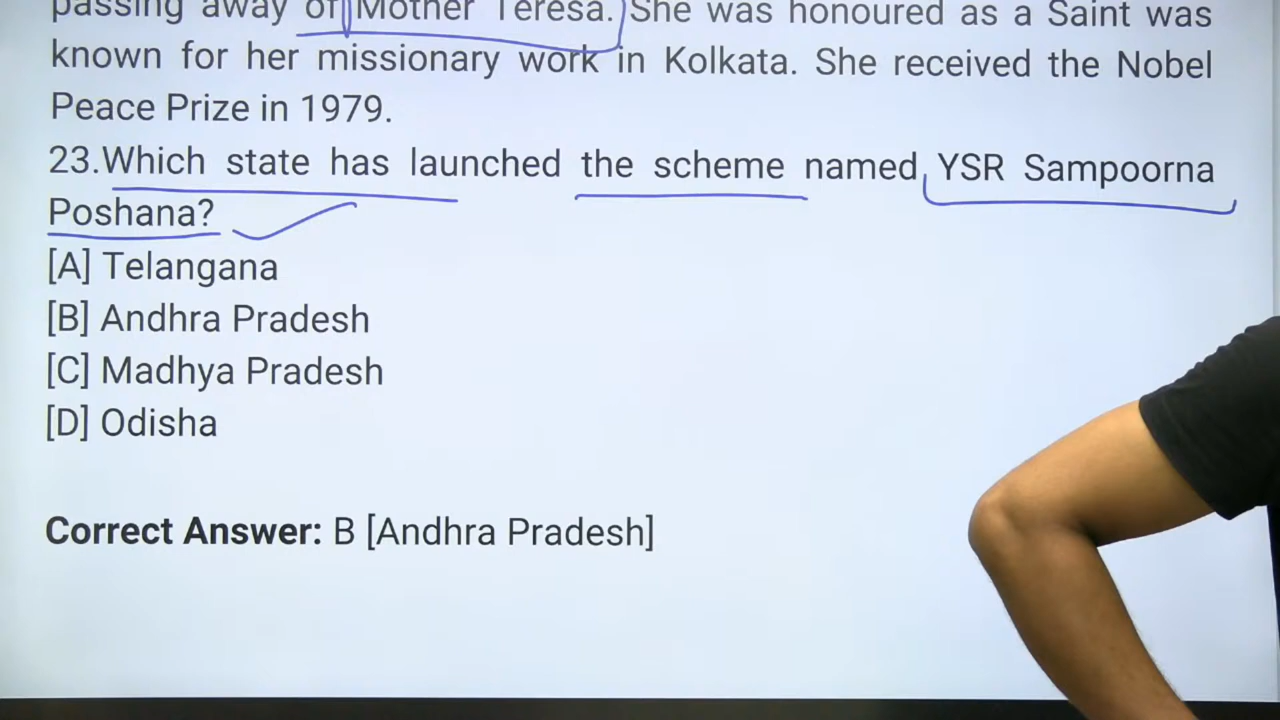 passing away of Mother Teresa. She was honoured as a Saint was
known for her missionary work in Kolkata. She received the Nobel
Peace Prize in 1979.
23.Which state has launched the scheme named YSR Sampoorna
Poshana?
[A] Telangana
[B] Andhra Pradesh
[C] Madhya Pradesh
[D] Odisha
Correct Answer: B [Andhra Pradesh]